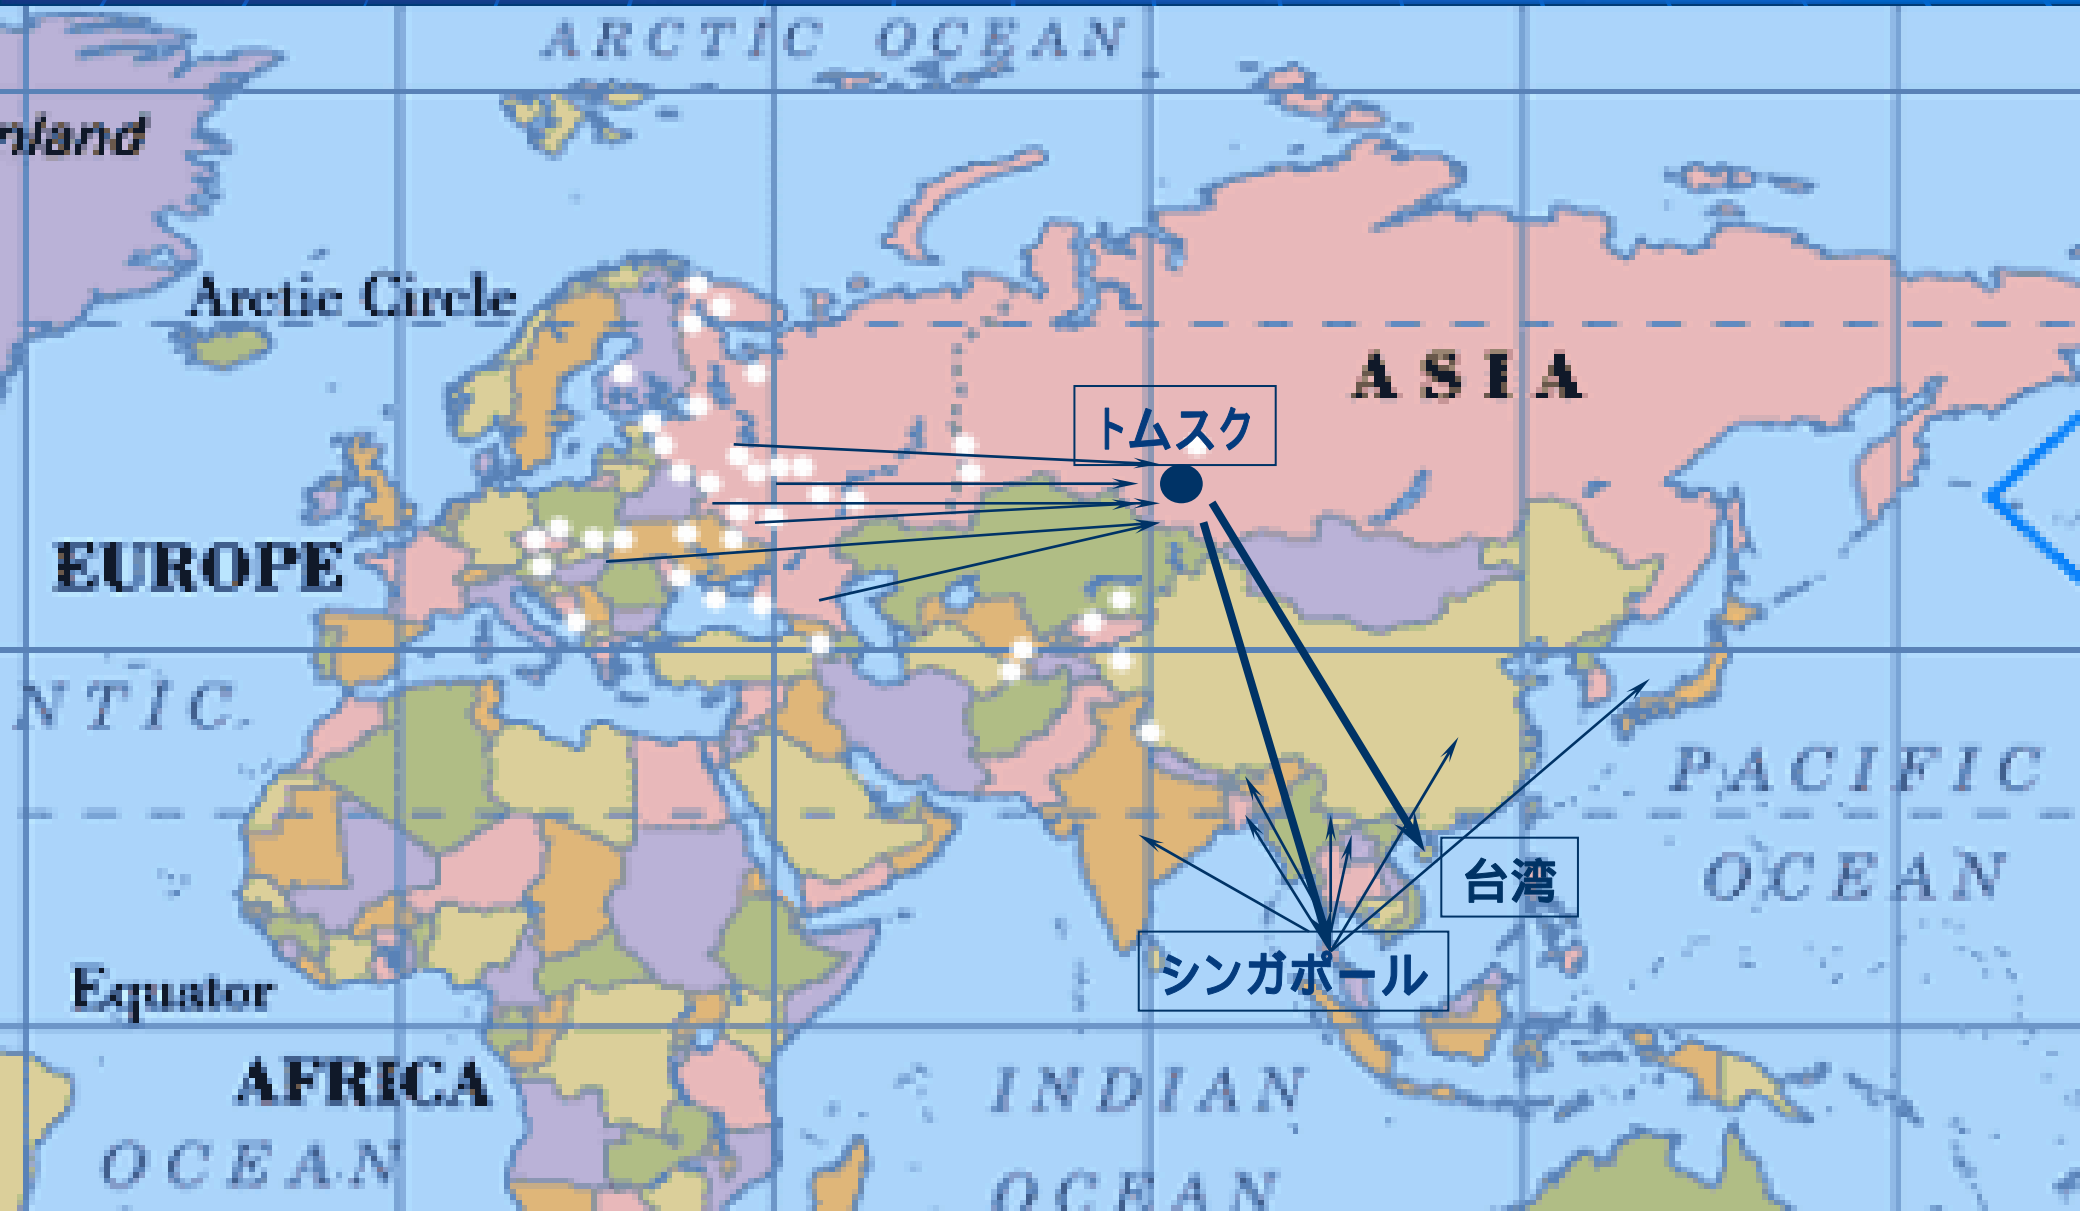 ARCTIC OCEAN
nland
Arctic Circle
ASIA
トムスク
EUROPE
NTIC
PACIFIC
OCEAN
台湾
シンガポール
Equator
AFRICA
INDIAN
OCEAN
OCEAN